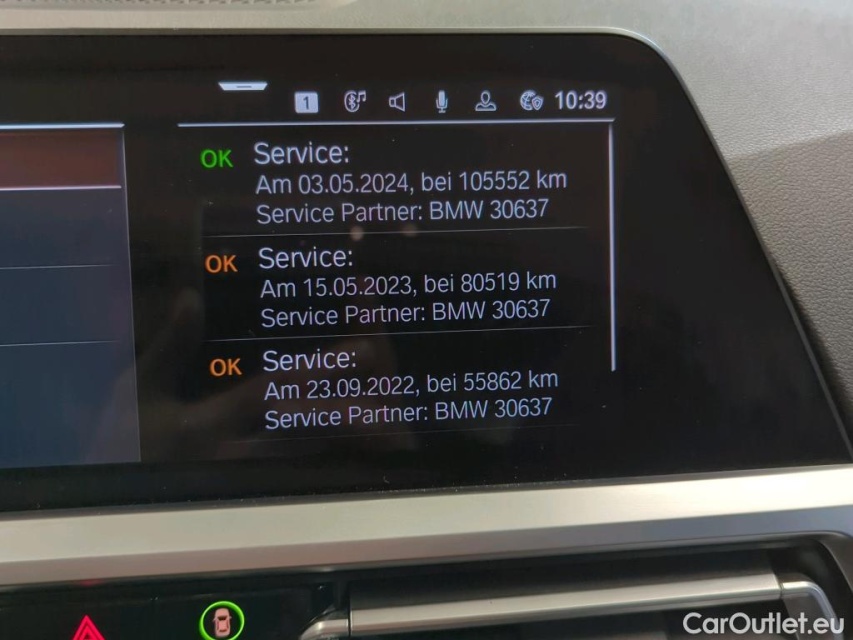 1
10:39
OK Service:
Am 03.05.2024, bei 105552 km
Service Partner: BMW 30637
OK Service:
Am 15.05.2023, bei 80519 km
Service Partner: BMW 30637
OK Service:
Am 23.09.2022, bei 55862 km
Service Partner: BMW 30637
CarOutlet.eu